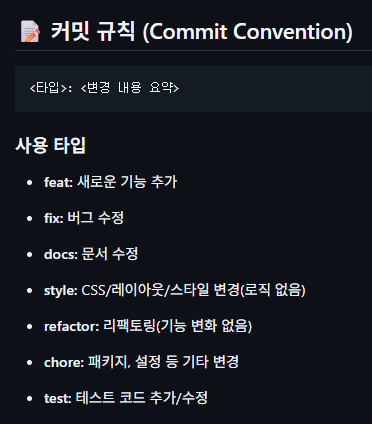 📝 커밋 규칙 (Commit Convention)
<타입>: <변경 내용 요약>
사용 타입
• feat: 새로운 기능 추가
• fix: 버그 수정
• docs: 문서 수정
• style: CSS/레이아웃/스타일 변경(로직 없음)
• refactor: 리팩토링(기능 변화 없음)
• chore: 패키지, 설정 등 기타 변경
• test: 테스트 코드 추가/수정